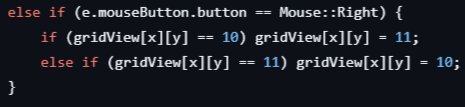 else if (e.mouseButton.button == Mouse::Right) {
    if (gridView[x][y] == 10) gridView[x][y] = 11;
    else if (gridView[x][y] == 11) gridView[x][y] = 10;
}